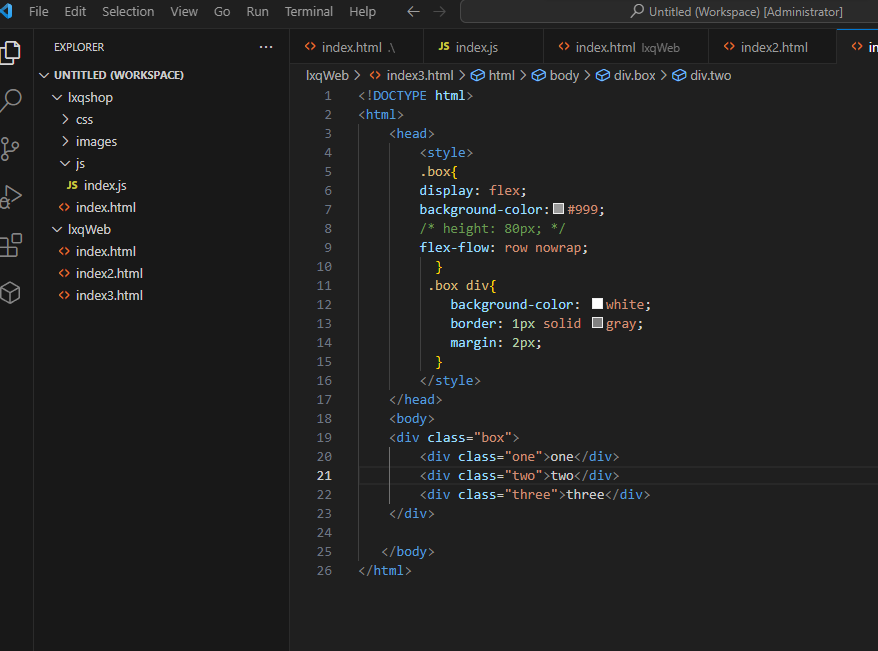 File Edit Selection View Go Run Terminal Help Untitled (Workspace) [Administrator]
EXPLORER ...
UNTITLED (WORKSPACE)
lxqshop
css
images
js
JS index.js
index.html
lxqWeb
index.html
index2.html
index3.html
index.html .\ JS index.js index.html lxqWeb index2.html in
lxqWeb > index3.html > html > body > div.box > div.two
1 <!DOCTYPE html>
2 <html>
3 <head>
4 <style>
5 .box{
6 display: flex;
7 background-color: #999;
8 /* height: 80px; */
9 flex-flow: row nowrap;
10 }
11 .box div{
12 background-color: white;
13 border: 1px solid gray;
14 margin: 2px;
15 }
16 </style>
17 </head>
18 <body>
19 <div class="box">
20 <div class="one">one</div>
21 <div class="two">two</div>
22 <div class="three">three</div>
23 </div>
24
25 </body>
26 </html>